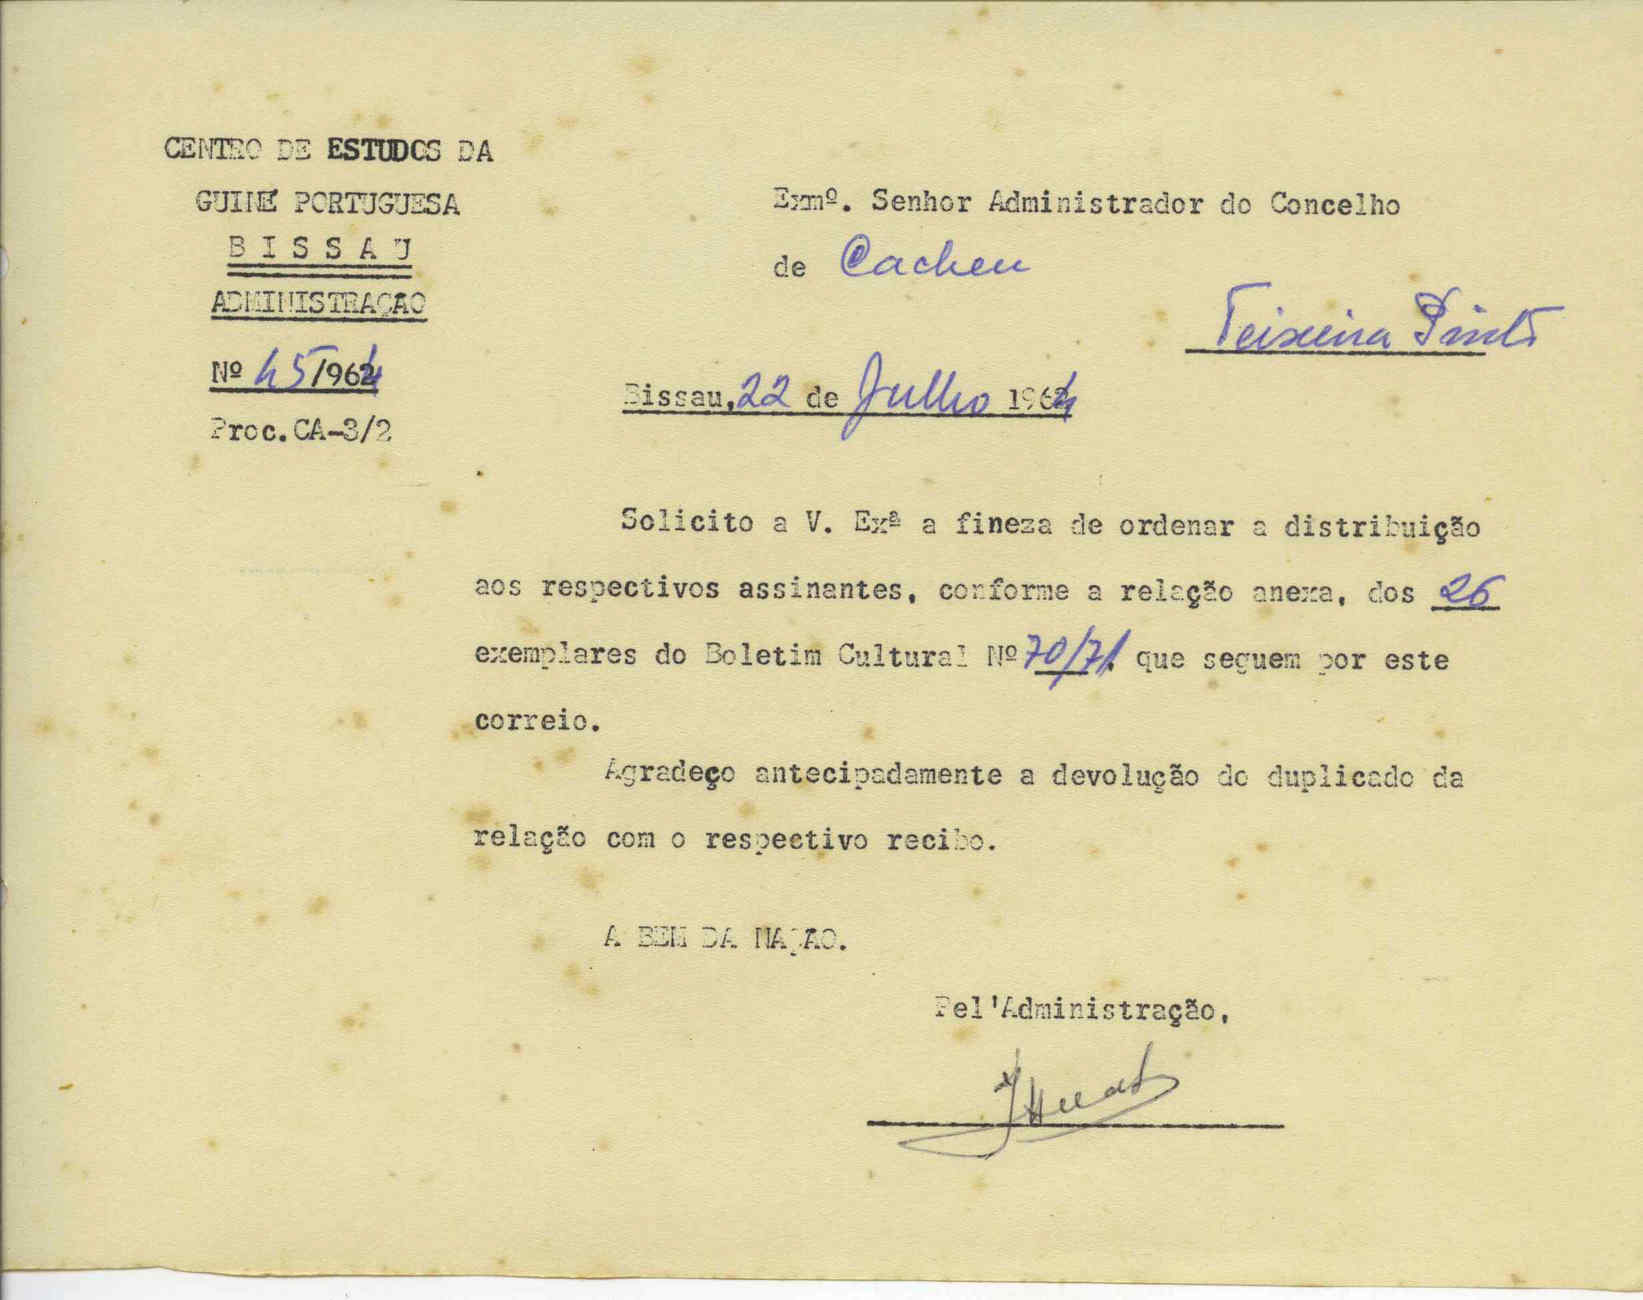 CENTRO DE ESTUDOS DA
GUINÉ PORTUGUESA
B I S S A U
ADMINISTRAÇÃO
Nº 45/1964
Proc.CA-3/2
Exmº. Senhor Administrador do Concelho
de Cacheu
Teixeira Pinto
Bissau, 22 de Julho 1964
Solicito a V. Exª a fineza de ordenar a distribuição
aos respectivos assinantes, conforme a relação anexa, dos 26
exemplares do Boletim Cultural Nº 70/71. que seguem por este
correio.
Agradeço antecipadamente a devolução do duplicado da
relação com o respectivo recibo.
A BEM DA NAÇÃO.
Pel'Administração,